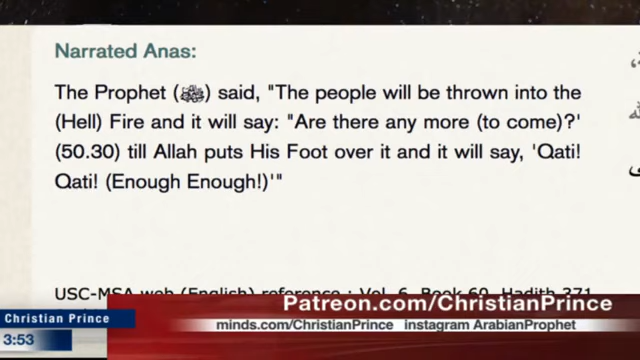 Narrated Anas:
The Prophet (ﷺ) said, "The people will be thrown into the
(Hell) Fire and it will say: "Are there any more (to come)?'
(50.30) till Allah puts His Foot over it and it will say, 'Qati!
Qati! (Enough Enough!)'"
USC-MSA web (English) reference : Vol. 6, Book 60, Hadith 371
Patreon.com/ChristianPrince
Christian Prince
minds.com/ChristianPrince instagram ArabianProphet
3:53